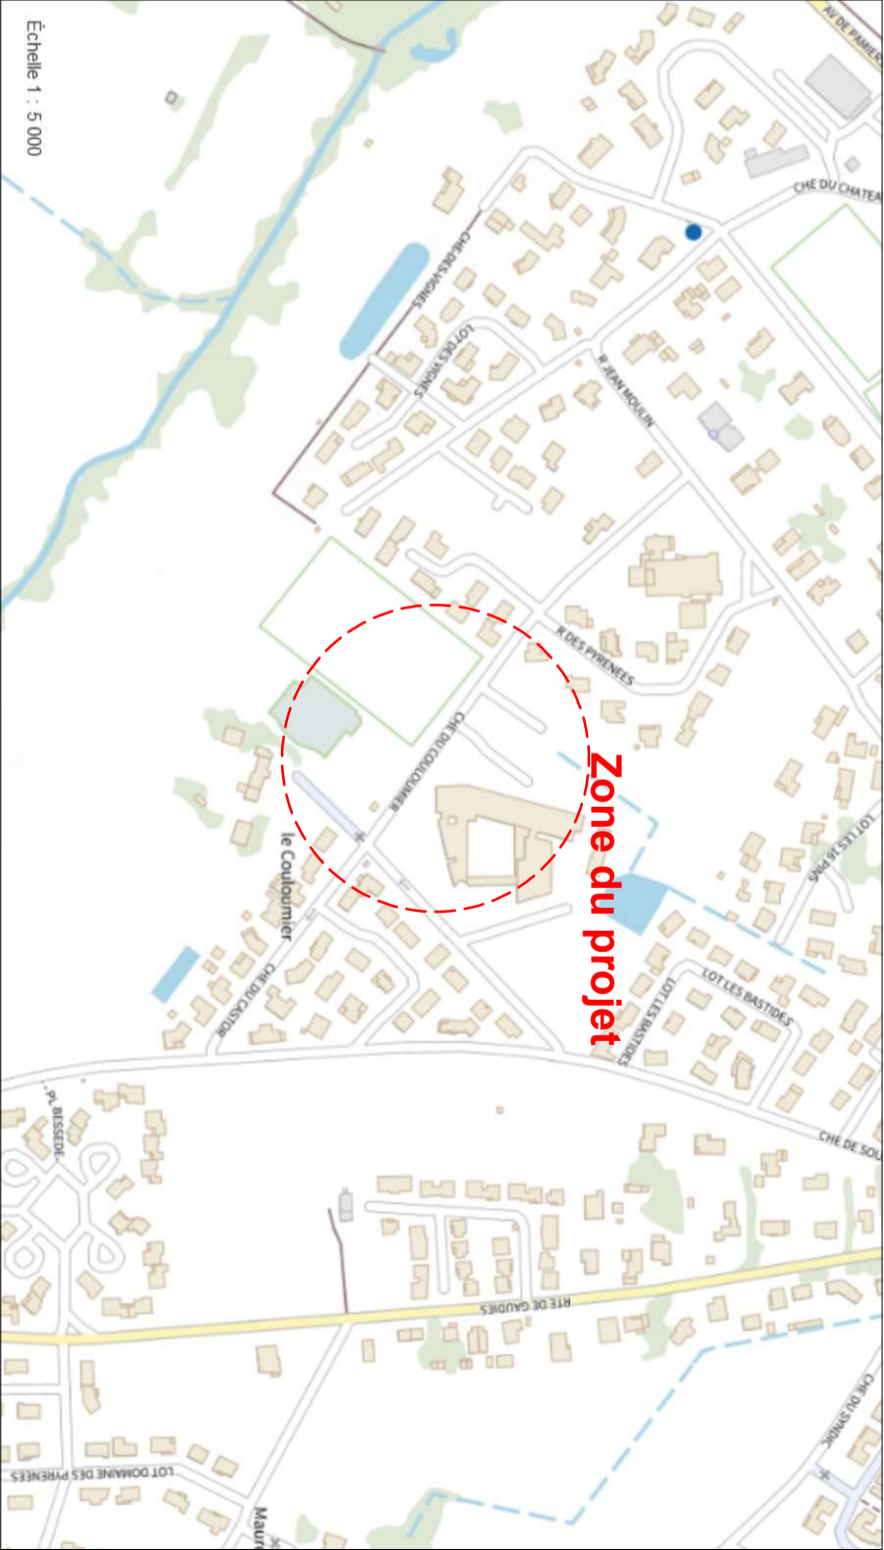 Échelle 1 : 5 000
AV DE PAMIERS
CHE DU CHATEA
CHE DES VIGNES
LOT DES VIGNES
R JEAN MOULIN
R DES PYRENEES
CHE DU COULOUMIER
Zone du projet
LOT LES 16 PINS
le Couloumier
CHE DU CASTOR
LOT LES BASTIDES
LOT LES BASTIDES
PL BESSEDE
CHE DE SOU
RTE DE GAUDIES
CHE DU SYNDIC
LOT DOMAINE DES PYRENEES
Maure